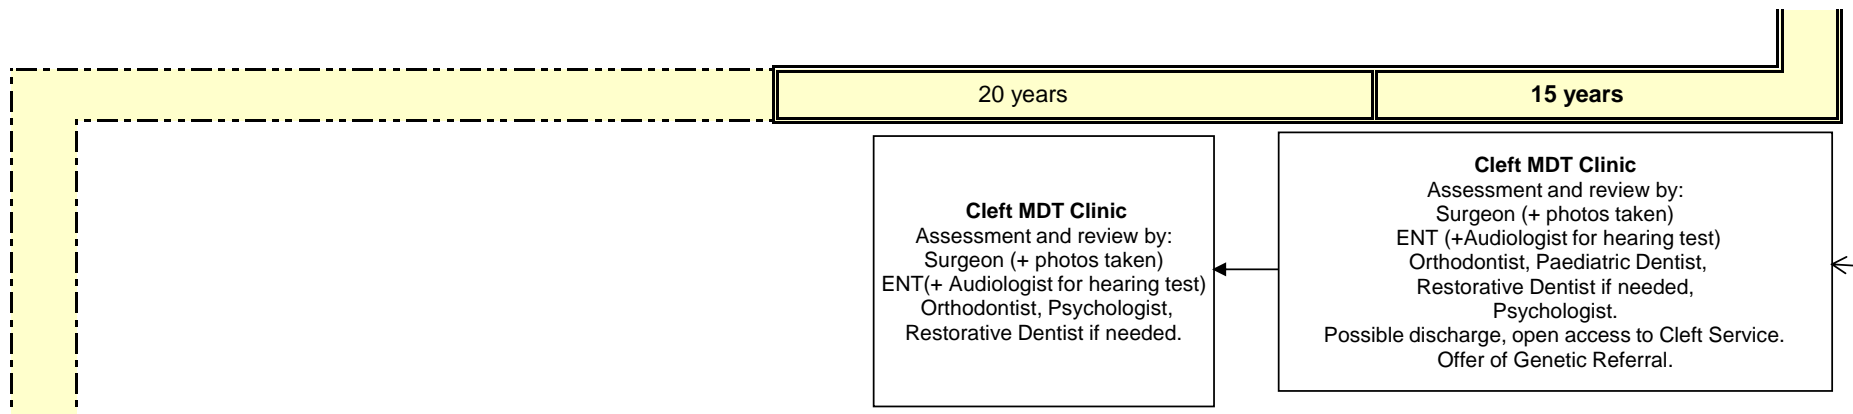 20 years
15 years
Cleft MDT Clinic
Assessment and review by:
Surgeon (+ photos taken)
ENT(+ Audiologist for hearing test)
Orthodontist, Psychologist,
Restorative Dentist if needed.
Cleft MDT Clinic
Assessment and review by:
Surgeon (+ photos taken)
ENT (+Audiologist for hearing test)
Orthodontist, Paediatric Dentist,
Restorative Dentist if needed,
Psychologist.
Possible discharge, open access to Cleft Service.
Offer of Genetic Referral.